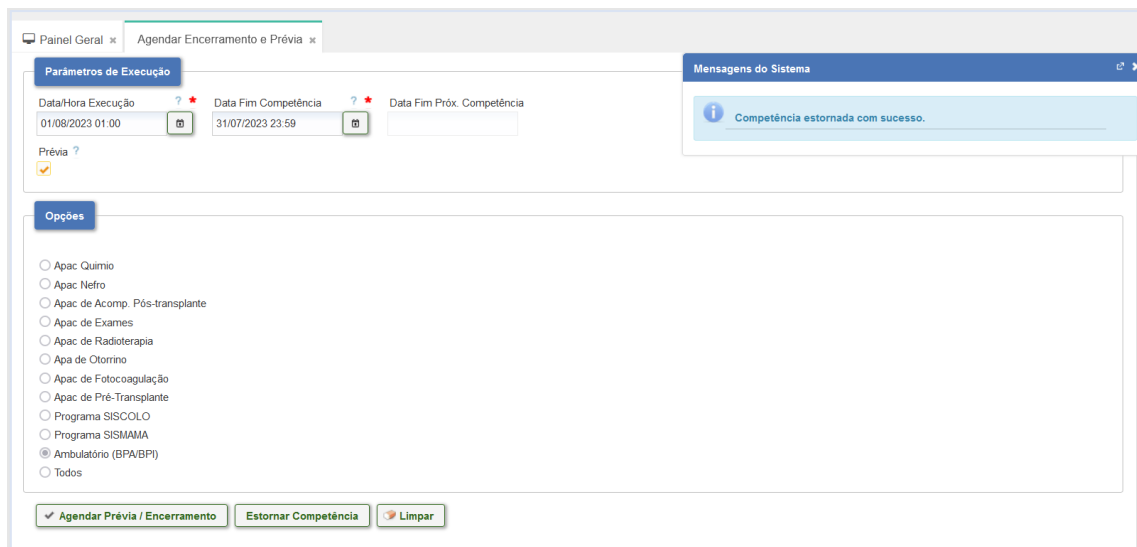 Painel Geral
Agendar Encerramento e Prévia
Parâmetros de Execução
Mensagens do Sistema
Data/Hora Execução ? *
Data Fim Competência ? *
Data Fim Próx. Competência
01/08/2023 01:00
31/07/2023 23:59
Competência estornada com sucesso.
Prévia ?
Opções
Apac Quimio
Apac Nefro
Apac de Acomp. Pós-transplante
Apac de Exames
Apac de Radioterapia
Apa de Otorrino
Apac de Fotocoagulação
Apac de Pré-Transplante
Programa SISCOLO
Programa SISMAMA
Ambulatório (BPA/BPI)
Todos
Agendar Prévia / Encerramento
Estornar Competência
Limpar